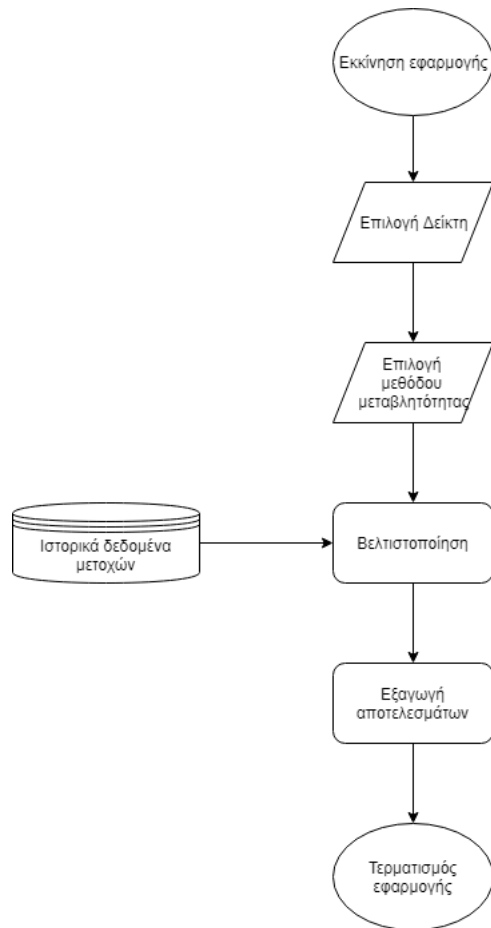 Εκκίνηση εφαρμογής
Επιλογή Δείκτη
Επιλογή
μεθόδου
μεταβλητότητας
Ιστορικά δεδομένα
μετοχών
Βελτιστοποίηση
Εξαγωγή
αποτελεσμάτων
Τερματισμός
εφαρμογής